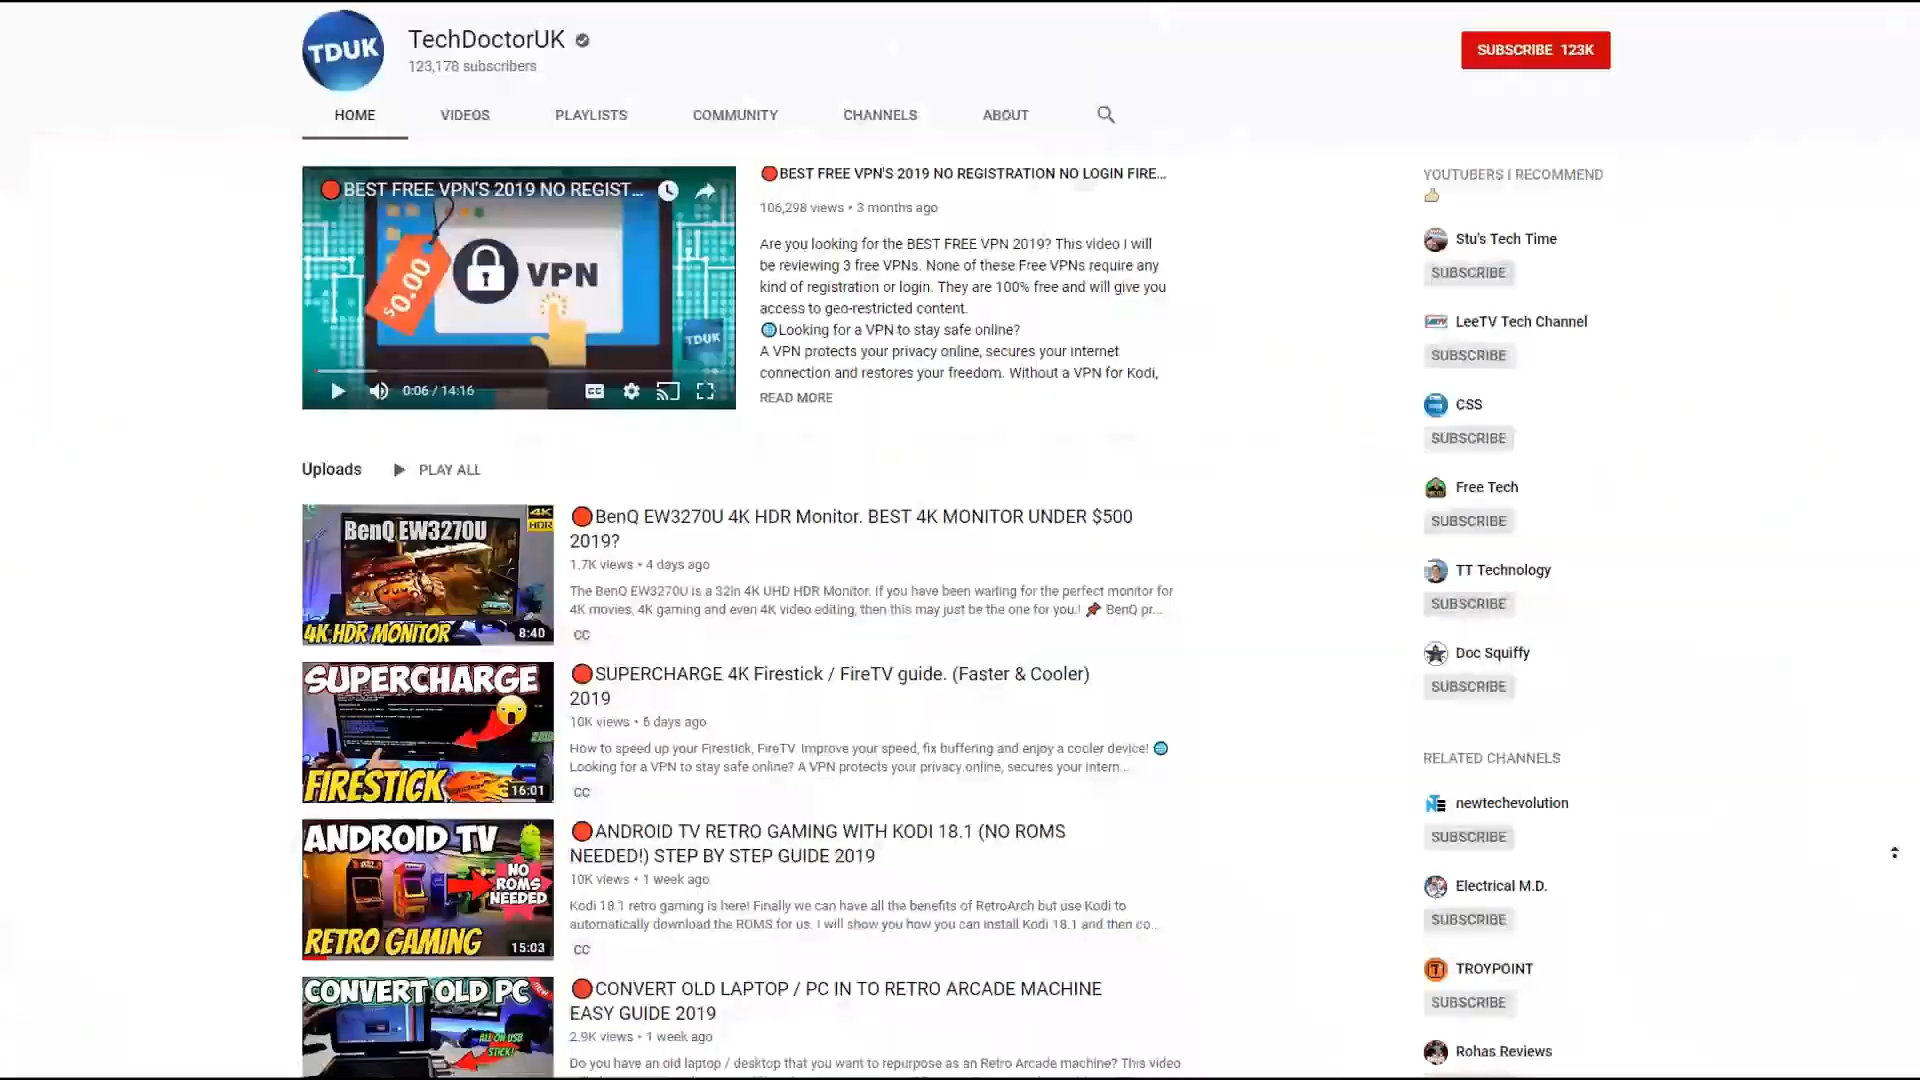 TDUK
TechDoctorUK
123,178 subscribers
SUBSCRIBE 123K
HOME
VIDEOS
PLAYLISTS
COMMUNITY
CHANNELS
ABOUT
BEST FREE VPN'S 2019 NO REGIST...
$0.00
VPN
TDUK
0:06 / 14:16
CC
BEST FREE VPN'S 2019 NO REGISTRATION NO LOGIN FIRE...
106,298 views • 3 months ago
Are you looking for the BEST FREE VPN 2019? This video I will
be reviewing 3 free VPNs. None of these Free VPNs require any
kind of registration or login. They are 100% free and will give you
access to geo-restricted content.
Looking for a VPN to stay safe online?
A VPN protects your privacy online, secures your internet
connection and restores your freedom. Without a VPN for Kodi,
READ MORE
Uploads
PLAY ALL
4K
HDR
BenQ EW3270U
4K HDR MONITOR
8:40
BenQ EW3270U 4K HDR Monitor. BEST 4K MONITOR UNDER $500
2019?
1.7K views • 4 days ago
The BenQ EW3270U is a 32in 4K UHD HDR Monitor. If you have been waiting for the perfect monitor for
4K movies, 4K gaming and even 4K video editing, then this may just be the one for you.! BenQ pr...
CC
SUPERCHARGE
FIRESTICK
16:01
SUPERCHARGE 4K Firestick / FireTV guide. (Faster & Cooler)
2019
10K views • 6 days ago
How to speed up your Firestick, FireTV. Improve your speed, fix buffering and enjoy a cooler device!
Looking for a VPN to stay safe online? A VPN protects your privacy online, secures your intern...
CC
ANDROID TV
NO
ROMS
NEEDED
RETRO GAMING
15:03
ANDROID TV RETRO GAMING WITH KODI 18.1 (NO ROMS
NEEDED!) STEP BY STEP GUIDE 2019
10K views • 1 week ago
Kodi 18.1 retro gaming is here! Finally we can have all the benefits of RetroArch but use Kodi to
automatically download the ROMS for us. I will show you how you can install Kodi 18.1 and then co...
CC
CONVERT OLD PC
ALL ON USB
STICK!
CONVERT OLD LAPTOP / PC IN TO RETRO ARCADE MACHINE
EASY GUIDE 2019
2.9K views • 1 week ago
Do you have an old laptop / desktop that you want to repurpose as an Retro Arcade machine? This video
YOUTUBERS I RECOMMEND
Stu's Tech Time
SUBSCRIBE
LeeTV Tech Channel
SUBSCRIBE
CSS
SUBSCRIBE
Free Tech
SUBSCRIBE
TT Technology
SUBSCRIBE
Doc Squiffy
SUBSCRIBE
RELATED CHANNELS
newtechevolution
SUBSCRIBE
Electrical M.D.
SUBSCRIBE
TROYPOINT
SUBSCRIBE
Rohas Reviews